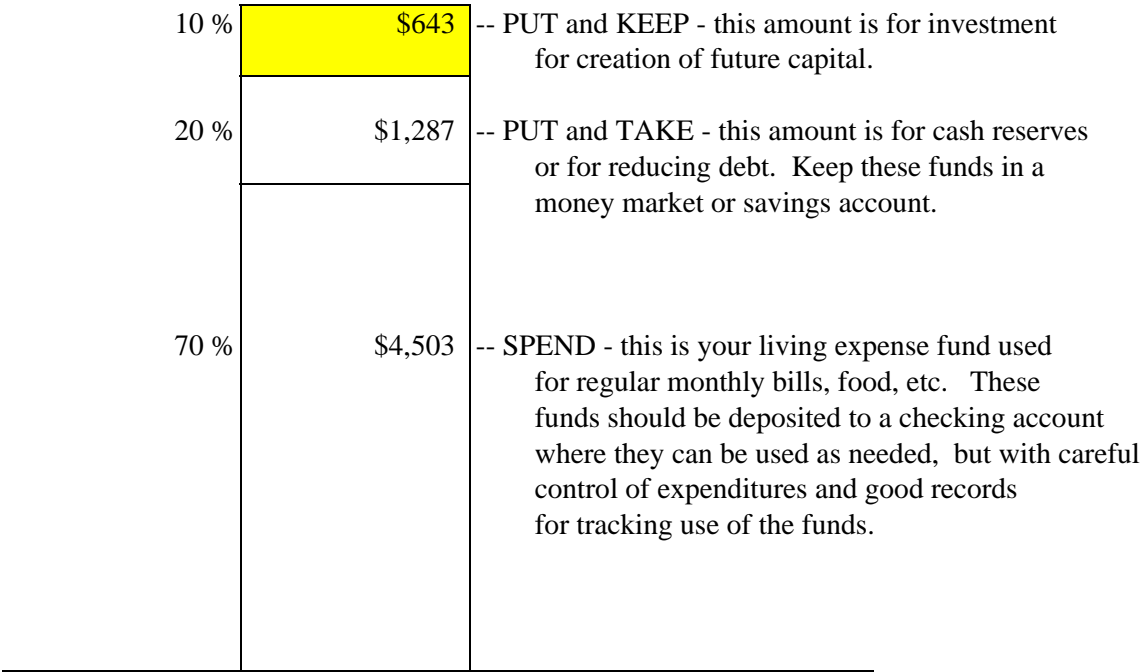 10 % $643 -- PUT and KEEP - this amount is for investment
for creation of future capital.
20 % $1,287 -- PUT and TAKE - this amount is for cash reserves
or for reducing debt.  Keep these funds in a
money market or savings account.
70 % $4,503 -- SPEND - this is your living expense fund used
for regular monthly bills, food, etc.   These
funds should be deposited to a checking account
where they can be used as needed,  but with careful
control of expenditures and good records
for tracking use of the funds.